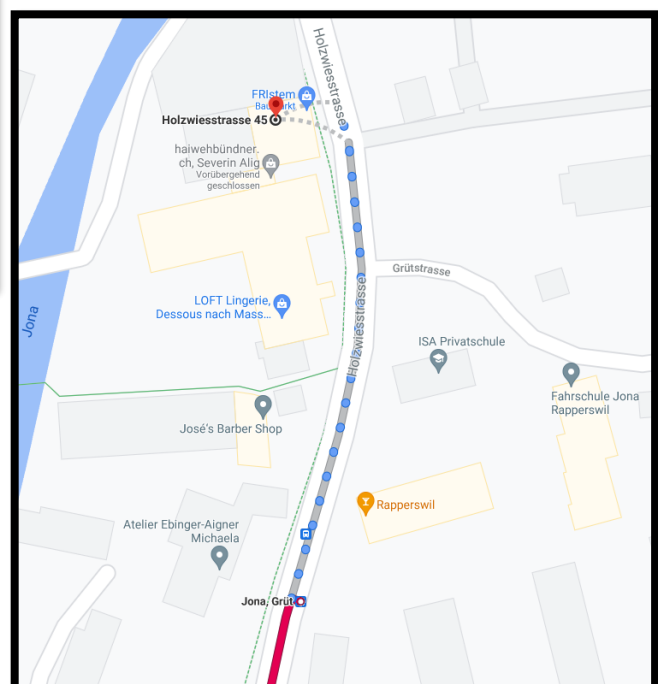 Holzwiesstrasse
FRIstem
Baumarkt
Holzwiesstrasse 45
haiwehbündner.
ch, Severin Alig
Vorübergehend
geschlossen
Grütstrasse
LOFT Lingerie,
Dessous nach Mass...
Jona
Holzwiesstrasse
ISA Privatschule
Fahrschule Jona
Rapperswil
José's Barber Shop
Rapperswil
Atelier Ebinger-Aigner
Michaela
Jona, Grüt